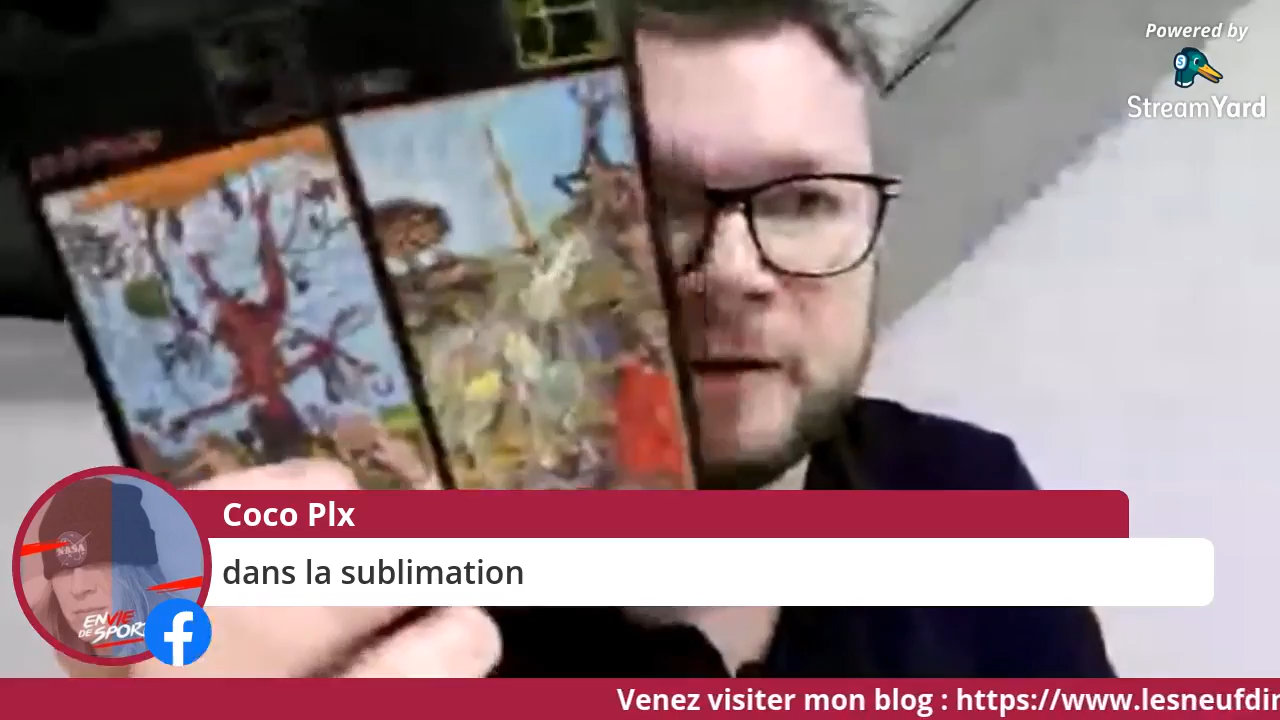 Powered by
StreamYard
Coco Plx
dans la sublimation
NASA
EN VIE
DE SPORT
Venez visiter mon blog : https://www.lesneufdir